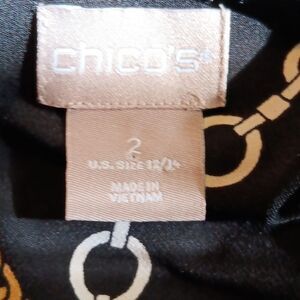 chico's
2
U.S. SIZE 12/14
MADE IN
VIETNAM